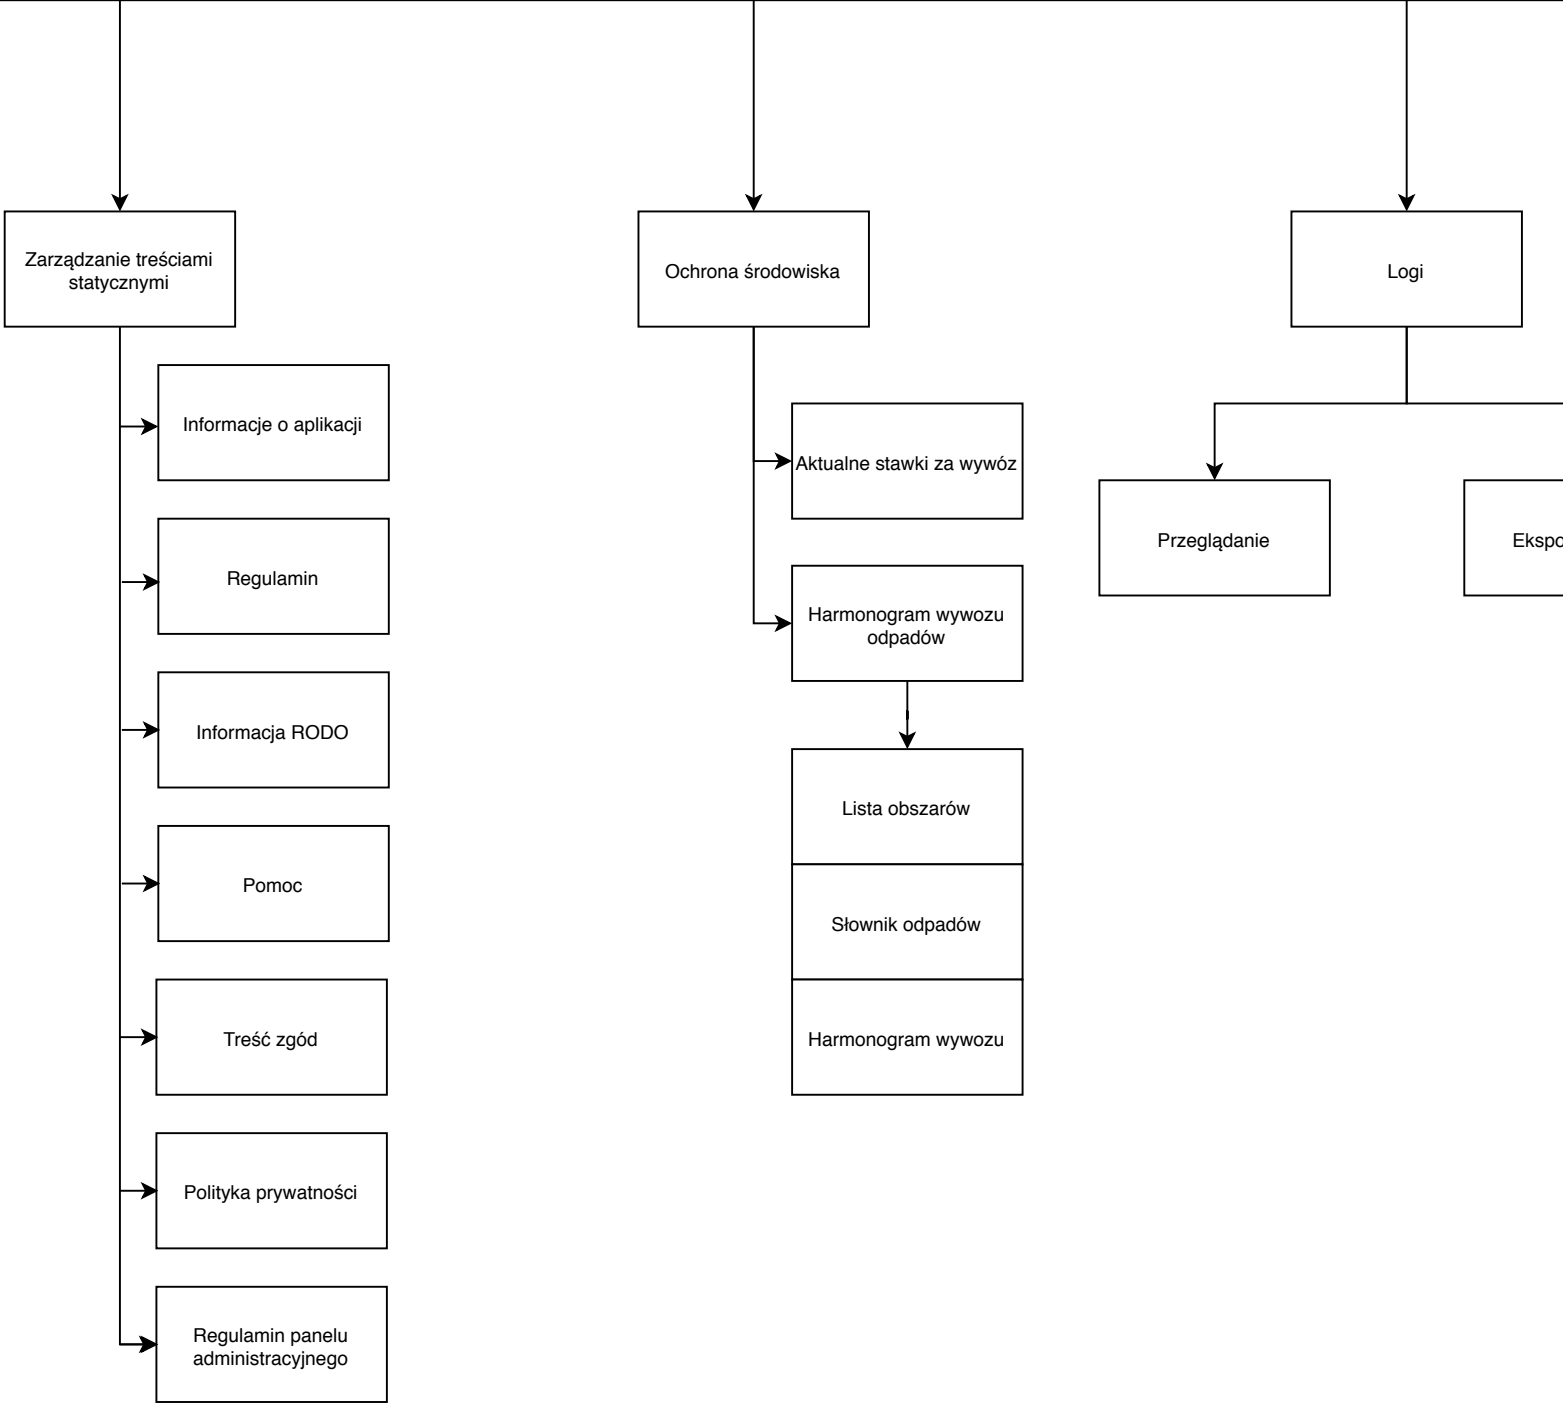 Zarządzanie treściami
statycznymi
Informacje o aplikacji
Regulamin
Informacja RODO
Pomoc
Treść zgód
Polityka prywatności
Regulamin panelu
administracyjnego
Ochrona środowiska
Aktualne stawki za wywóz
Harmonogram wywozu
odpadów
Lista obszarów
Słownik odpadów
Harmonogram wywozu
Logi
Przeglądanie